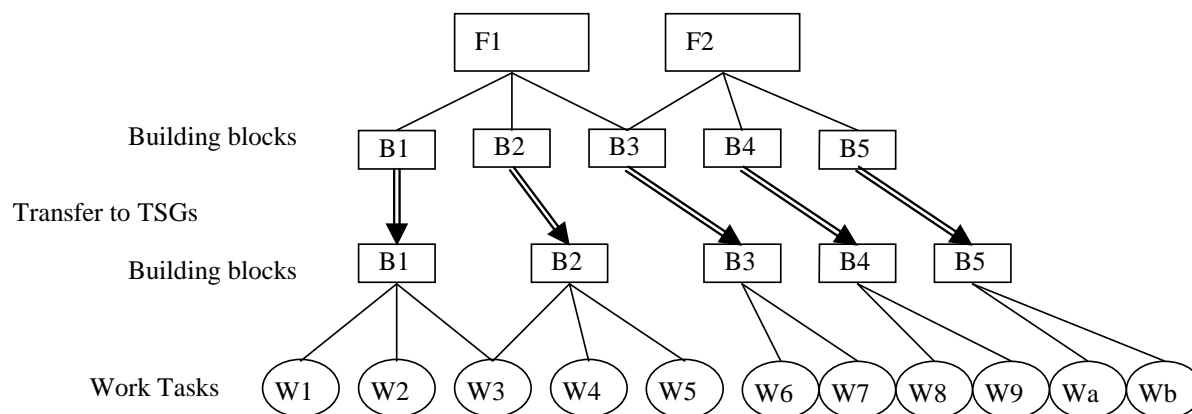 F1 F2
Building blocks B1 B2 B3 B4 B5
Transfer to TSGs
Building blocks B1 B2 B3 B4 B5
Work Tasks W1 W2 W3 W4 W5 W6 W7 W8 W9 Wa Wb